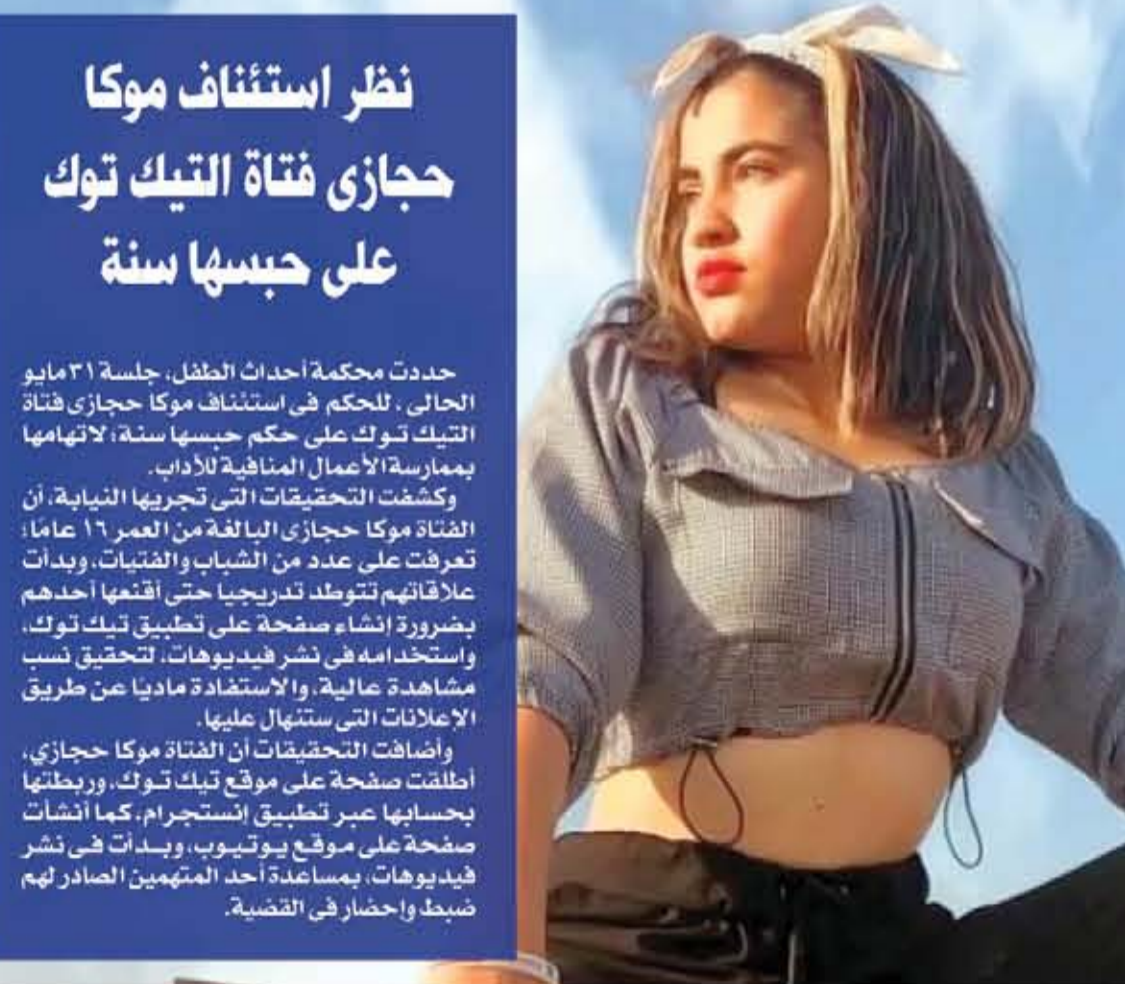 نظر استئناف موكا
حجازى فتاة التيك توك
على حبسها سنة
حددت محكمة أحداث الطفل، جلسة ٣١ مايو
الحالى، للحكم فى استئناف موكا حجازى فتاة
التيك توك على حكم حبسها سنة؛ لاتهامها
بممارسة الأعمال المنافية للأداب.
وكشفت التحقيقات التى تجريها النيابة، أن
الفتاة موكا حجازى البالغة من العمر ١٦ عاما؛
تعرفت على عدد من الشباب والفتيات، وبدأت
علاقاتهم تتوطد تدريجيا حتى أقنعها أحدهم
بضرورة إنشاء صفحة على تطبيق تيك توك،
واستخدامه فى نشر فيديوهات، لتحقيق نسب
مشاهدة عالية، والاستفادة ماديا عن طريق
الاعلانات التى ستنهال عليها.
وأضافت التحقيقات أن الفتاة موكا حجازي،
أطلقت صفحة على موقع تيك توك، وربطتها
بحسابها عبر تطبيق إنستجرام، كما أنشأت
صفحة على موقع يوتيوب، وبدأت فى نشر
فيديوهات، بمساعدة أحد المتهمين الصادر لهم
ضبط وإحضار فى القضية.